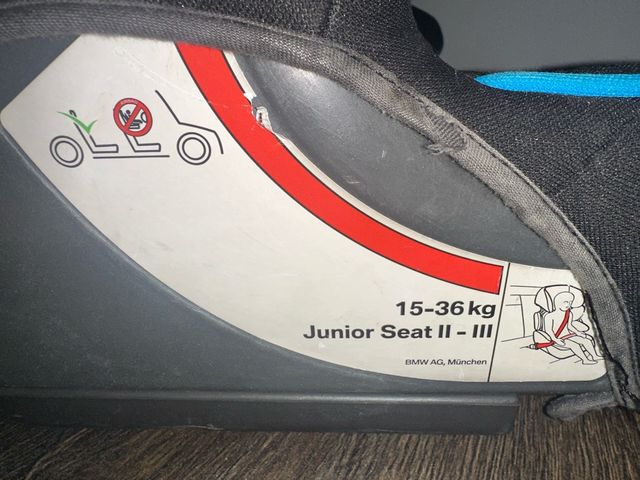 15-36 kg
Junior Seat II - III
BMW AG, München